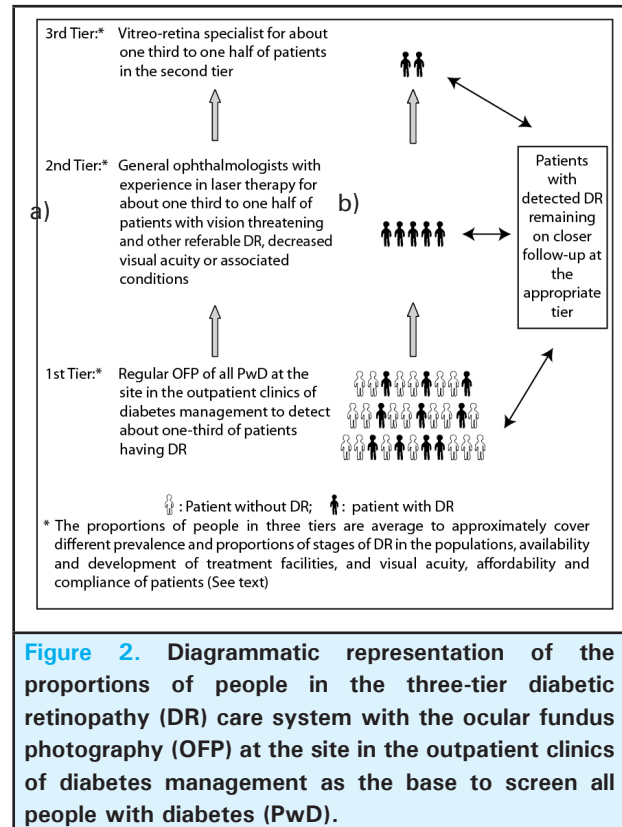 3rd Tier:* Vitreo-retina specialist for about
one third to one half of patients
in the second tier
2nd Tier:* General ophthalmologists with
experience in laser therapy for
about one third to one half of
patients with vision threatening
and other referable DR, decreased
visual acuity or associated
conditions
a)
1st Tier:* Regular OFP of all PwD at the
site in the outpatient clinics of
diabetes management to detect
about one-third of patients
having DR
b)
Patients
with
detected DR
remaining
on closer
follow-up at
the
appropriate
tier
: Patient without DR; : patient with DR
* The proportions of people in three tiers are average to approximately cover
different prevalence and proportions of stages of DR in the populations, availability
and development of treatment facilities, and visual acuity, affordability and
compliance of patients (See text)
Figure 2. Diagrammatic representation of the
proportions of people in the three-tier diabetic
retinopathy (DR) care system with the ocular fundus
photography (OFP) at the site in the outpatient clinics
of diabetes management as the base to screen all
people with diabetes (PwD).